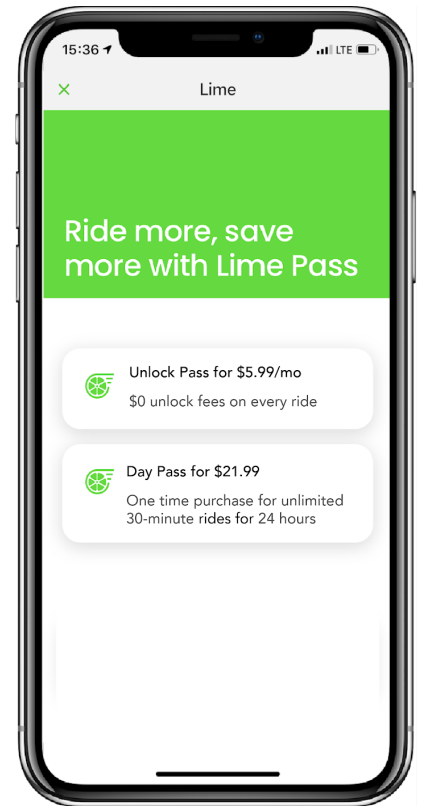 15:36 LTE
Lime
Ride more, save
more with Lime Pass
Unlock Pass for $5.99/mo
$0 unlock fees on every ride
Day Pass for $21.99
One time purchase for unlimited
30-minute rides for 24 hours